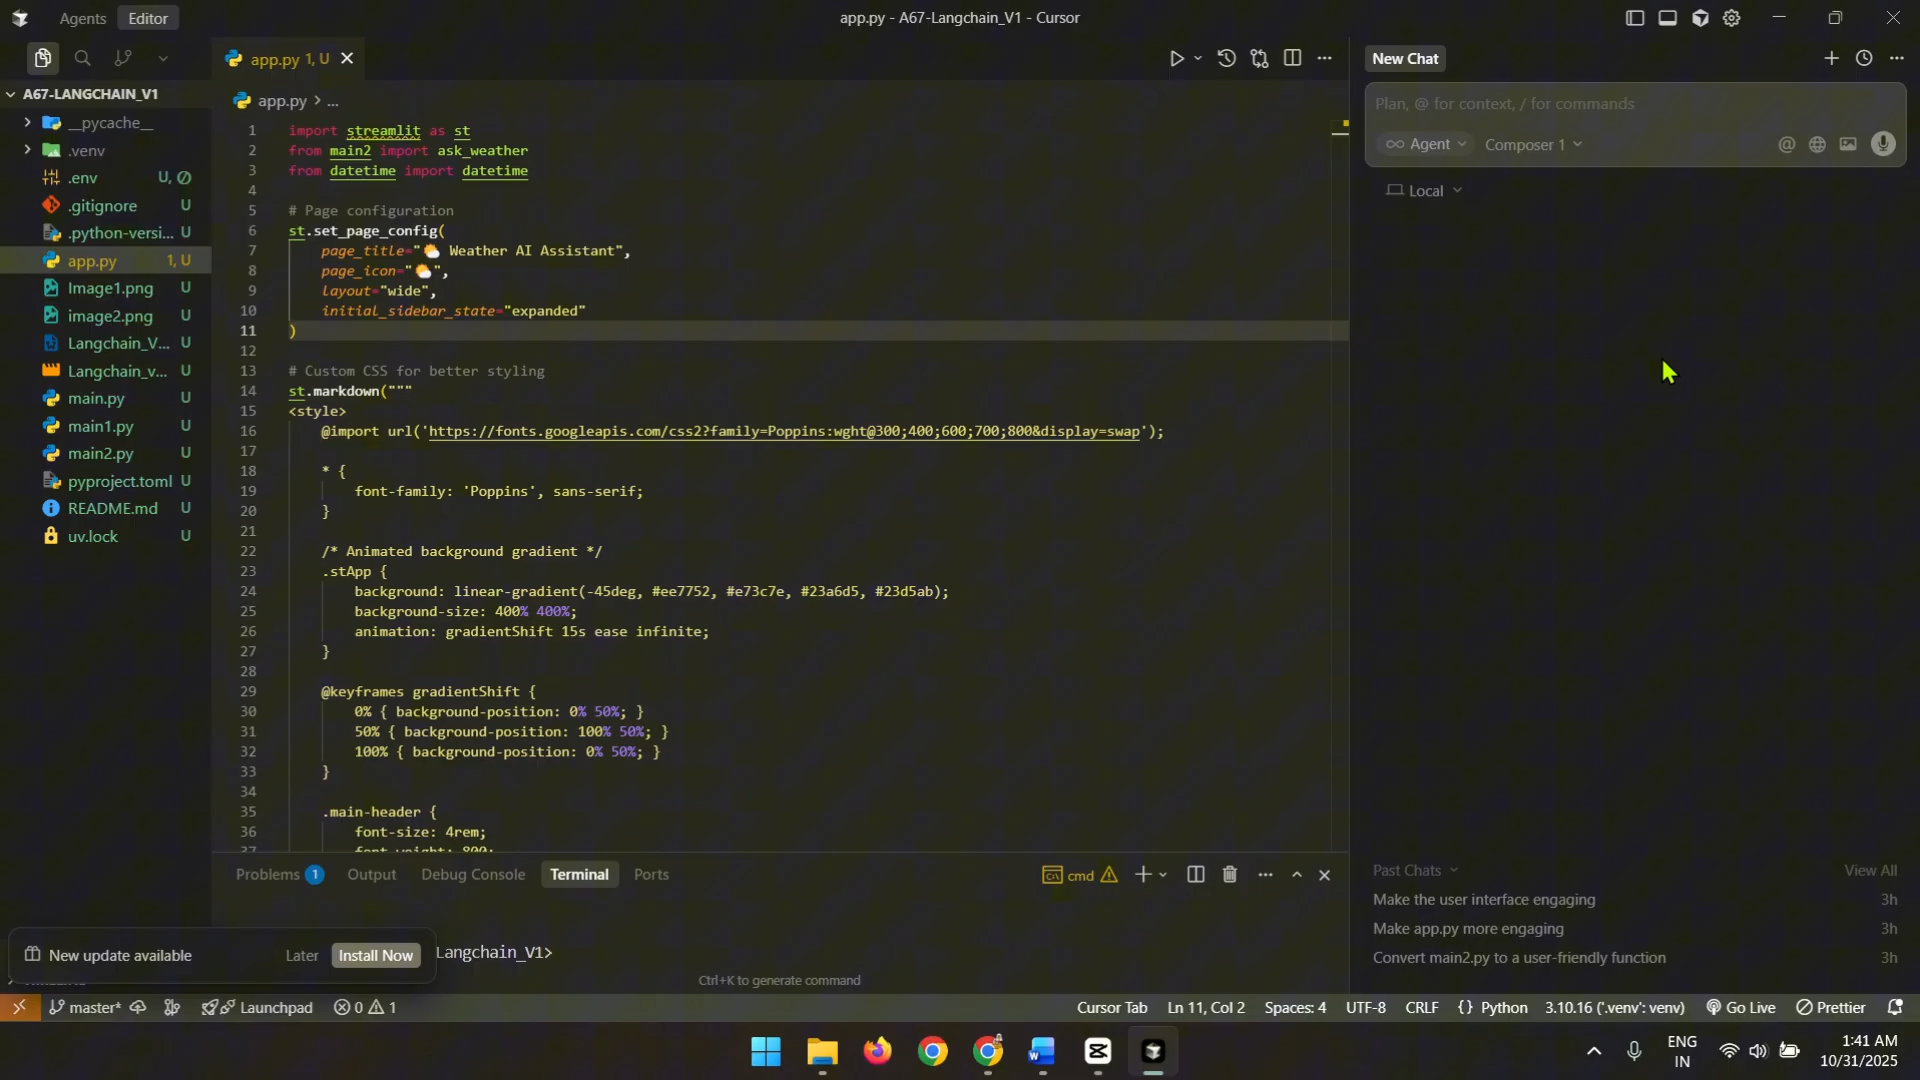 Agents Editor
app.py - A67-Langchain_V1 - Cursor
app.py 1, U
New Chat
A67-LANGCHAIN_V1
__pycache__
.venv
.env U,
.gitignore U
.python-versi... U
app.py 1, U
Image1.png U
image2.png U
Langchain_V... U
Langchain_v... U
main.py U
main1.py U
main2.py U
pyproject.toml U
README.md U
uv.lock U
app.py > ...
1 import streamlit as st
2 from main2 import ask_weather
3 from datetime import datetime
4
5 # Page configuration
6 st.set_page_config(
7 page_title="🌤️ Weather AI Assistant",
8 page_icon="🌤️",
9 layout="wide",
10 initial_sidebar_state="expanded"
11 )
12
13 # Custom CSS for better styling
14 st.markdown("""
15 <style>
16 @import url('https://fonts.googleapis.com/css2?family=Poppins:wght@300;400;600;700;800&display=swap');
17
18 * {
19 font-family: 'Poppins', sans-serif;
20 }
21
22 /* Animated background gradient */
23 .stApp {
24 background: linear-gradient(-45deg, #ee7752, #e73c7e, #23a6d5, #23d5ab);
25 background-size: 400% 400%;
26 animation: gradientShift 15s ease infinite;
27 }
28
29 @keyframes gradientShift {
30 0% { background-position: 0% 50%; }
31 50% { background-position: 100% 50%; }
32 100% { background-position: 0% 50%; }
33 }
34
35 .main-header {
36 font-size: 4rem;
37 font-weight: 800;
Plan, @ for context, / for commands
Agent Composer 1
Local
Past Chats View All
Make the user interface engaging 3h
Make app.py more engaging 3h
Convert main2.py to a user-friendly function 3h
Problems 1 Output Debug Console Terminal Ports
cmd
Langchain_V1>
Ctrl+K to generate command
New update available Later Install Now
master* Launchpad 0 1
Cursor Tab Ln 11, Col 2 Spaces: 4 UTF-8 CRLF {} Python 3.10.16 ('.venv': venv) Go Live Prettier
ENG
IN
1:41 AM
10/31/2025